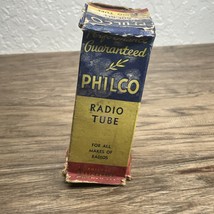 Guaranteed
PHILCO
RADIO
TUBE
FOR ALL
MAKES OF
RADIOS